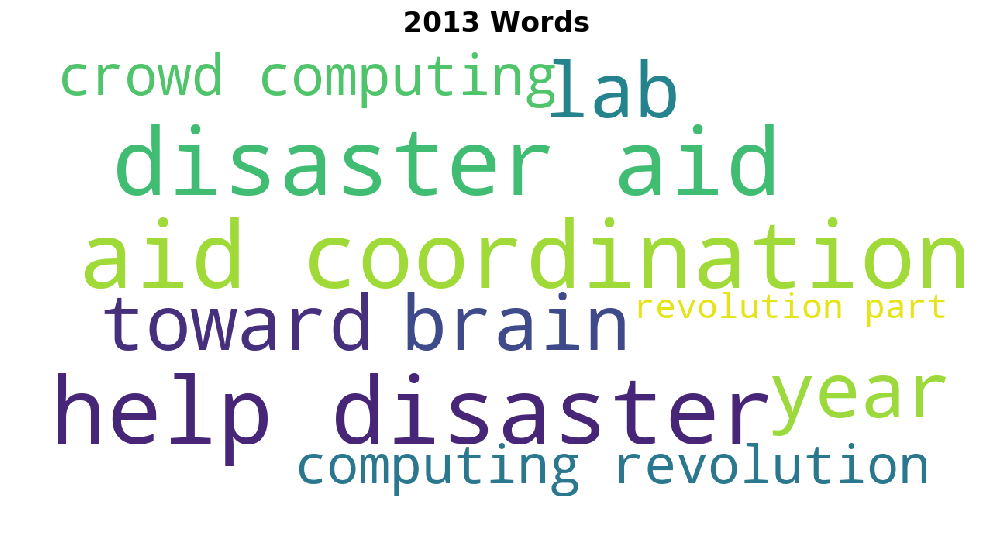 2013 Words
crowd computing
lab
disaster aid
aid coordination
toward
brain
revolution part
help disaster
year
computing revolution